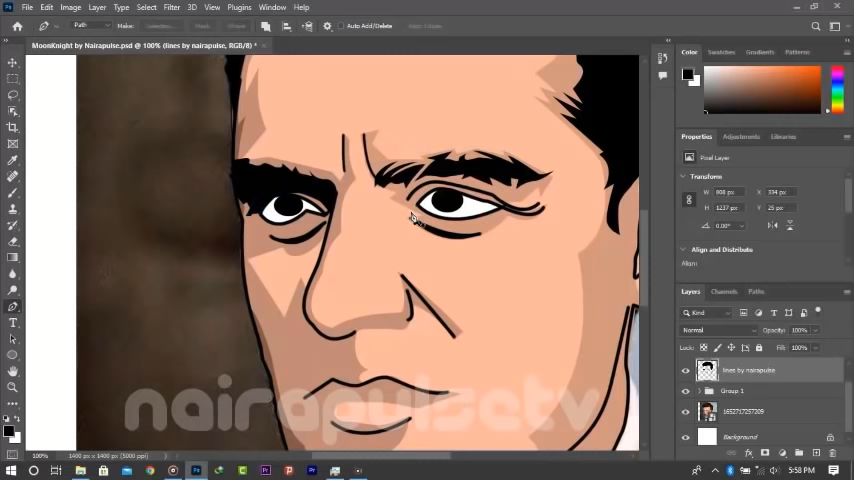 File Edit Image Layer Type Select Filter 3D View Plugins Window Help
Path Make: Selection... Mask Shape Auto Add/Delete
MoonKnight by Nairapulse.psd @ 100% (lines by nairapulse, RGB/8) *
Color Swatches Gradients Patterns
Properties Adjustments Libraries
Pixel Layer
Transform
W 808 px X 334 px
H 1237 px Y 25 px
0.00°
Align and Distribute
Align:
Layers Channels Paths
Kind
Normal Opacity: 100%
Lock: Fill: 100%
lines by nairapulse
Group 1
1652717257209
Background
nairapulsetv
100% 1400 px x 1400 px (5000 ppi)
5:58 PM